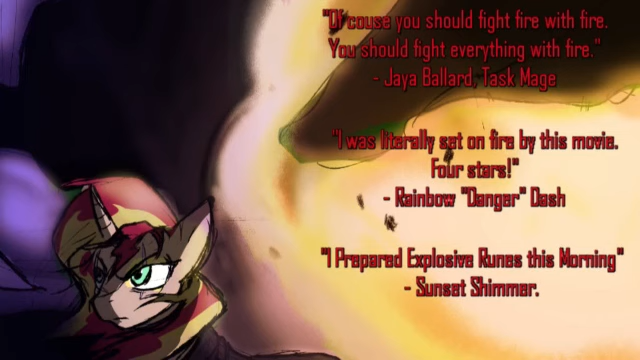 "Of couse you should fight fire with fire.
You should fight everything with fire."
- Jaya Ballard, Task Mage
"I was literally set on fire by this movie.
Four stars!"
- Rainbow "Danger" Dash
"I Prepared Explosive Runes this Morning"
- Sunset Shimmer.